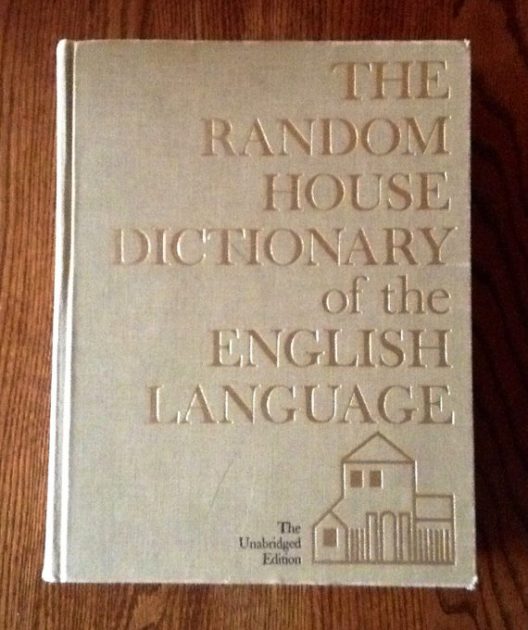 THE
RANDOM
HOUSE
DICTIONARY
of the
ENGLISH
LANGUAGE
The
Unabridged
Edition